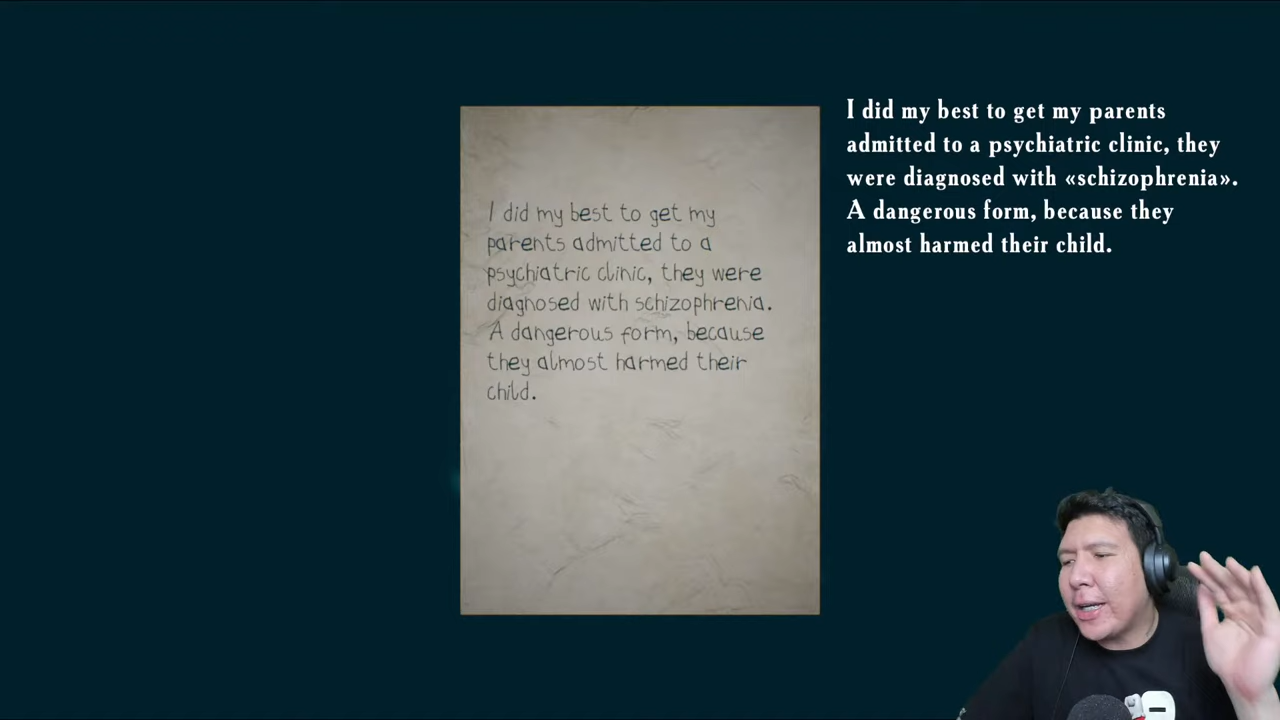 I did my best to get my
parents admitted to a
psychiatric clinic, they were
diagnosed with schizophrenia.
A dangerous form, because
they almost harmed their
child.
I did my best to get my parents
admitted to a psychiatric clinic, they
were diagnosed with «schizophrenia».
A dangerous form, because they
almost harmed their child.